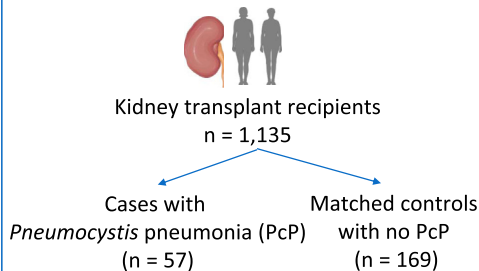 Kidney transplant recipients
n = 1,135
Cases with
Pneumocystis pneumonia (PcP)
(n = 57)
Matched controls
with no PcP
(n = 169)